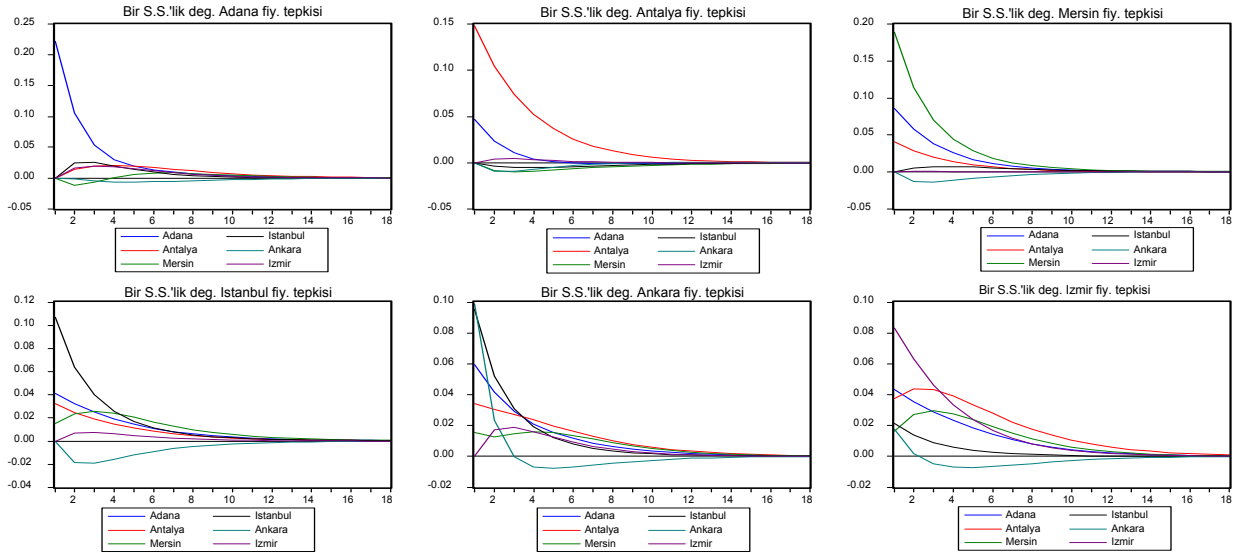 Bir S.S.'lik deg. Adana fiy. tepkisi
0.25
0.20
0.15
0.10
0.05
0.00
-0.05
2 4 6 8 10 12 14 16 18
Adana Istanbul
Antalya Ankara
Mersin Izmir
Bir S.S.'lik deg. Antalya fiy. tepkisi
0.15
0.10
0.05
0.00
-0.05
2 4 6 8 10 12 14 16 18
Adana Istanbul
Antalya Ankara
Mersin Izmir
Bir S.S.'lik deg. Mersin fiy. tepkisi
0.20
0.15
0.10
0.05
0.00
-0.05
2 4 6 8 10 12 14 16 18
Adana Istanbul
Antalya Ankara
Mersin Izmir
Bir S.S.'lik deg. Istanbul fiy. tepkisi
0.12
0.10
0.08
0.06
0.04
0.02
0.00
-0.02
-0.04
2 4 6 8 10 12 14 16 18
Adana Istanbul
Antalya Ankara
Mersin Izmir
Bir S.S.'lik deg. Ankara fiy. tepkisi
0.10
0.08
0.06
0.04
0.02
0.00
-0.02
2 4 6 8 10 12 14 16 18
Adana Istanbul
Antalya Ankara
Mersin Izmir
Bir S.S.'lik deg. Izmir fiy. tepkisi
0.10
0.08
0.06
0.04
0.02
0.00
-0.02
2 4 6 8 10 12 14 16 18
Adana Istanbul
Antalya Ankara
Mersin Izmir